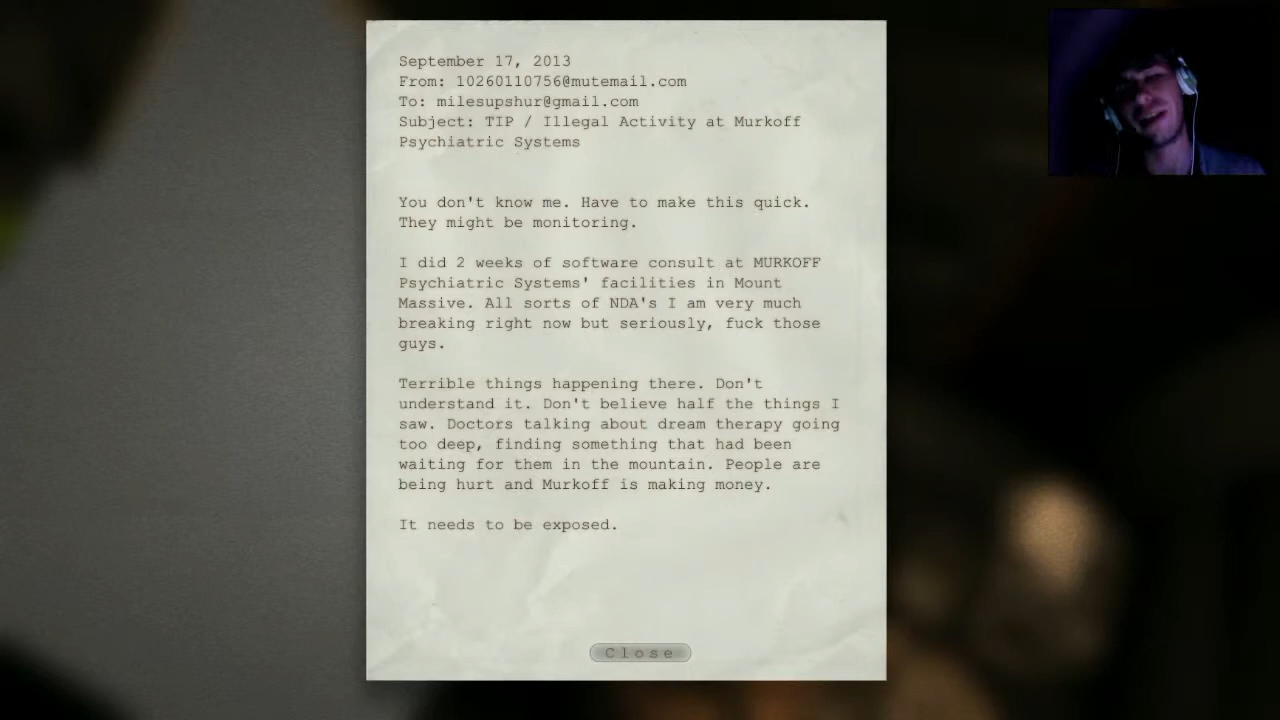 September 17, 2013
From: 10260110756@mutemail.com
To: milesupshur@gmail.com
Subject: TIP / Illegal Activity at Murkoff
Psychiatric Systems
You don't know me. Have to make this quick.
They might be monitoring.
I did 2 weeks of software consult at MURKOFF
Psychiatric Systems' facilities in Mount
Massive. All sorts of NDA's I am very much
breaking right now but seriously, fuck those
guys.
Terrible things happening there. Don't
understand it. Don't believe half the things I
saw. Doctors talking about dream therapy going
too deep, finding something that had been
waiting for them in the mountain. People are
being hurt and Murkoff is making money.
It needs to be exposed.
Close